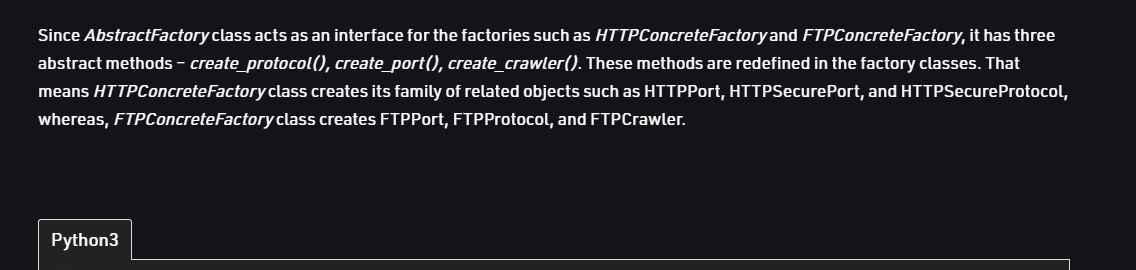 Since AbstractFactory class acts as an interface for the factories such as HTTPConcreteFactory and FTPConcreteFactory, it has three
abstract methods – create_protocol(), create_port(), create_crawler(). These methods are redefined in the factory classes. That
means HTTPConcreteFactory class creates its family of related objects such as HTTPPort, HTTPSecurePort, and HTTPSecureProtocol,
whereas, FTPConcreteFactory class creates FTPPort, FTPProtocol, and FTPCrawler.
Python3